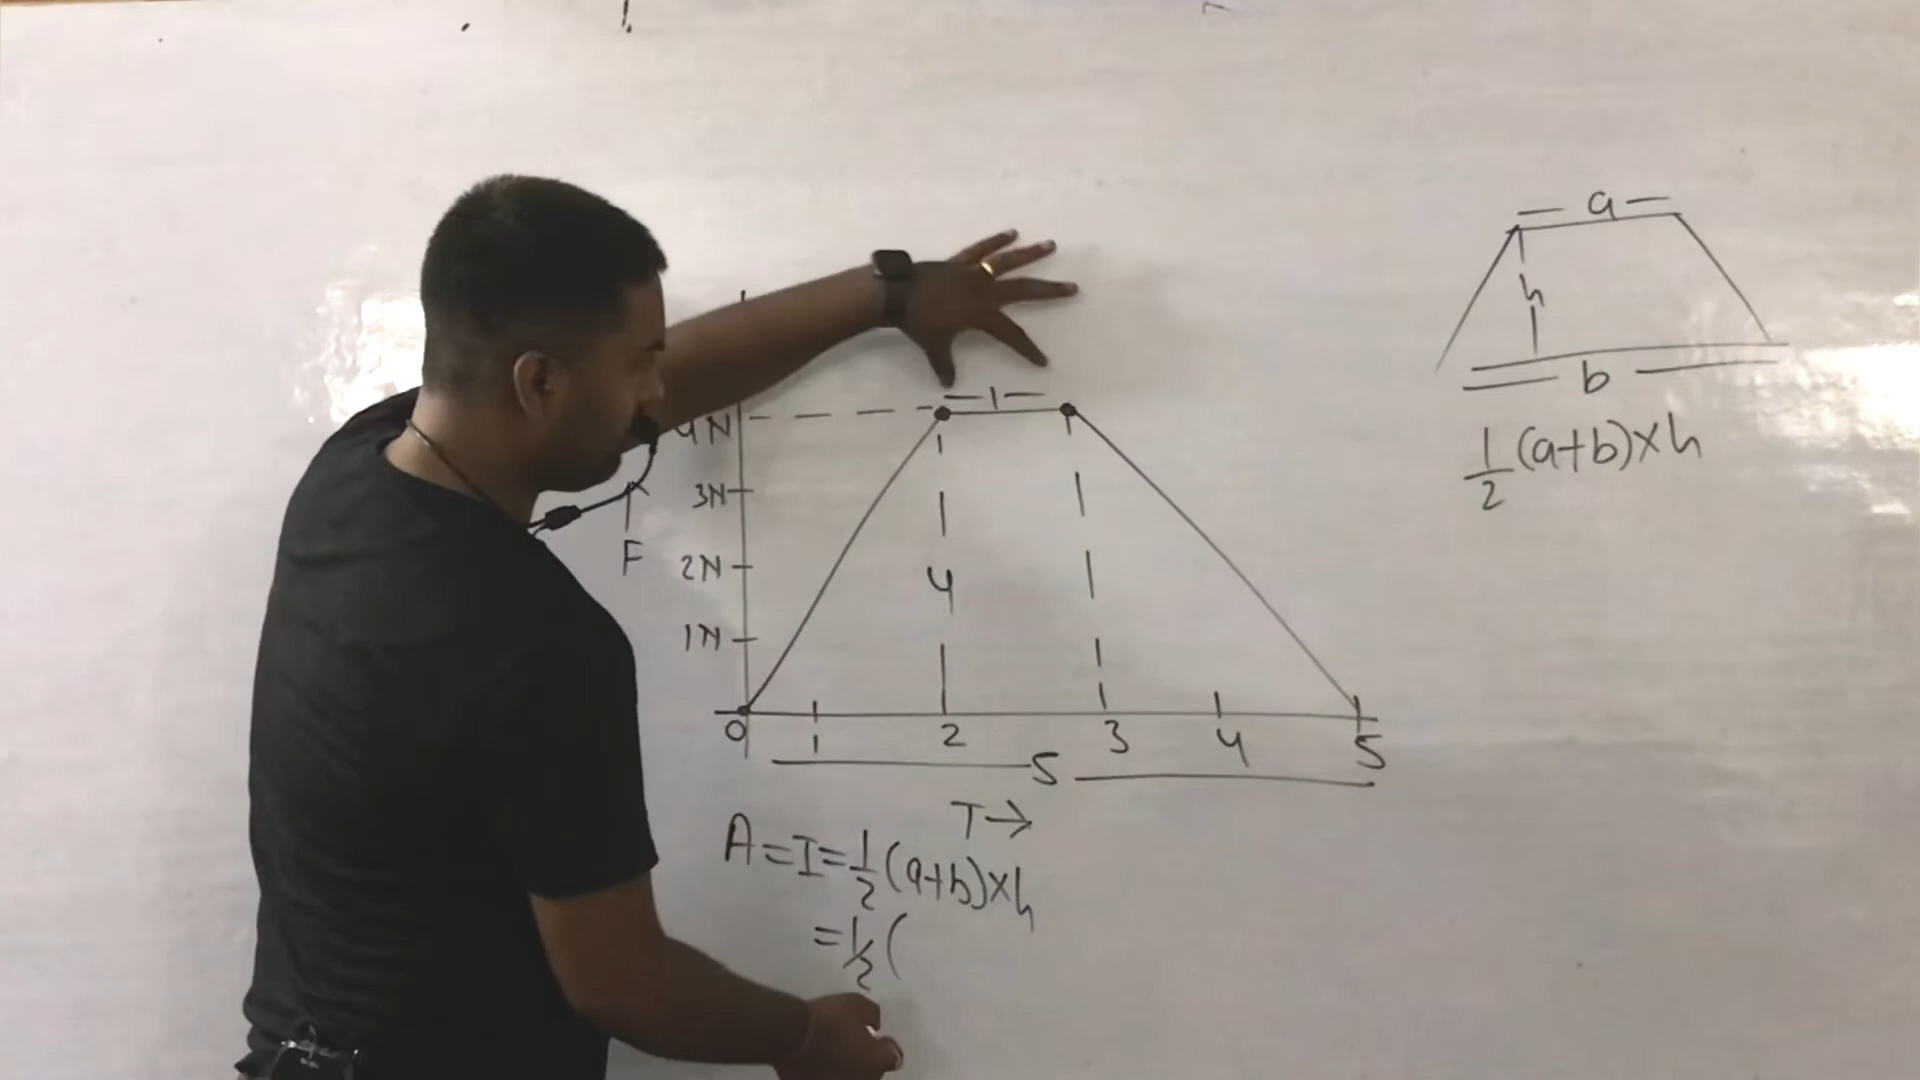 a
h
b
1/2 (a+b)×h
1
4N
3N
F
2N
4
1N
0 1 2 3 4 5
5
T→
A=I=1/2(a+b)×h
=1/2(